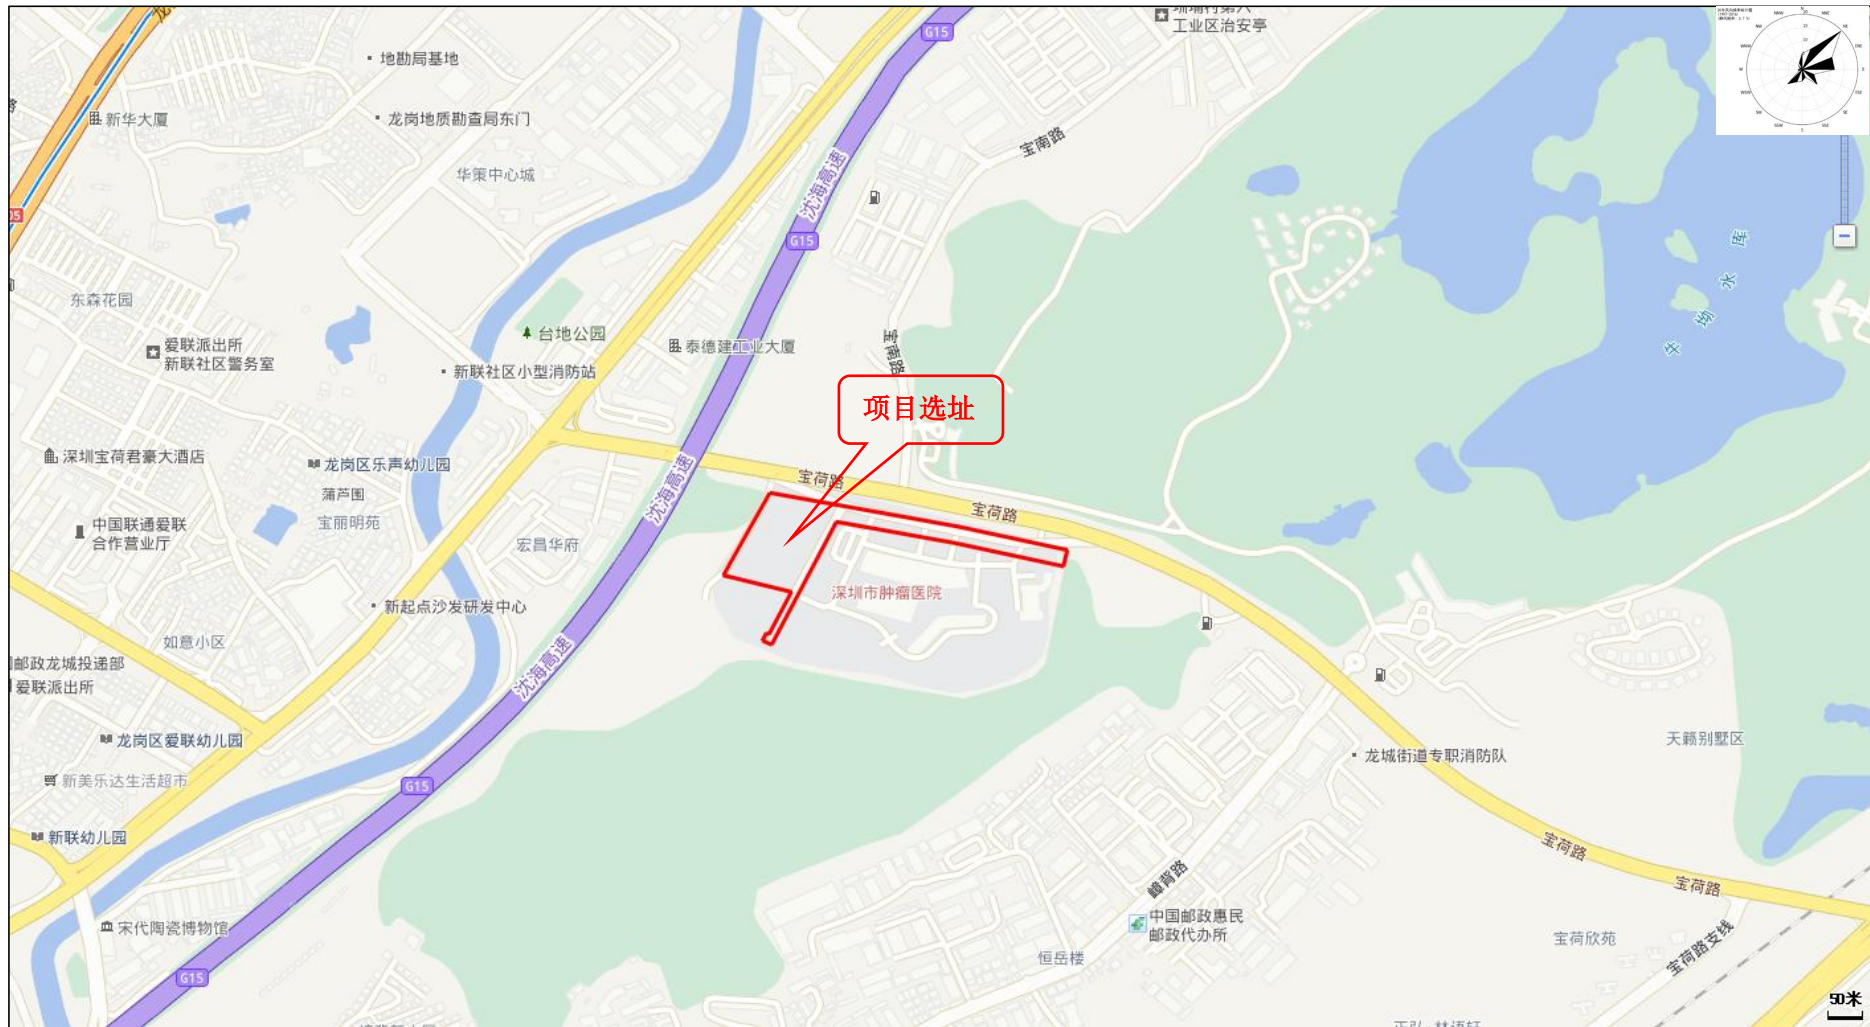 工业区治安亭
G15
地勘局基地
新华大厦
龙岗地质勘查局东门
宝南路
华策中心城
沈海高速
G15
05
东森花园
台地公园
爱联派出所
新联社区警务室
泰德建工业大厦
宝南路
新联社区小型消防站
水
库
坳
项目选址
深圳宝荷君豪大酒店
龙岗区乐声幼儿园
蒲芦围
宝丽明苑
沈海高速
宝荷路
宝荷路
中国联通爱联
合作营业厅
宏昌华府
深圳市肿瘤医院
新起点沙发研发中心
如意小区
邮政龙城投递部
爱联派出所
沈海高速
天籁别墅区
龙岗区爱联幼儿园
龙城街道专职消防队
新美乐达生活超市
G15
新联幼儿园
宝荷路
嶂背路
宝荷路
宋代陶瓷博物馆
中国邮政惠民
邮政代办所
宝荷欣苑
宝荷路支线
恒岳楼
G15
50米